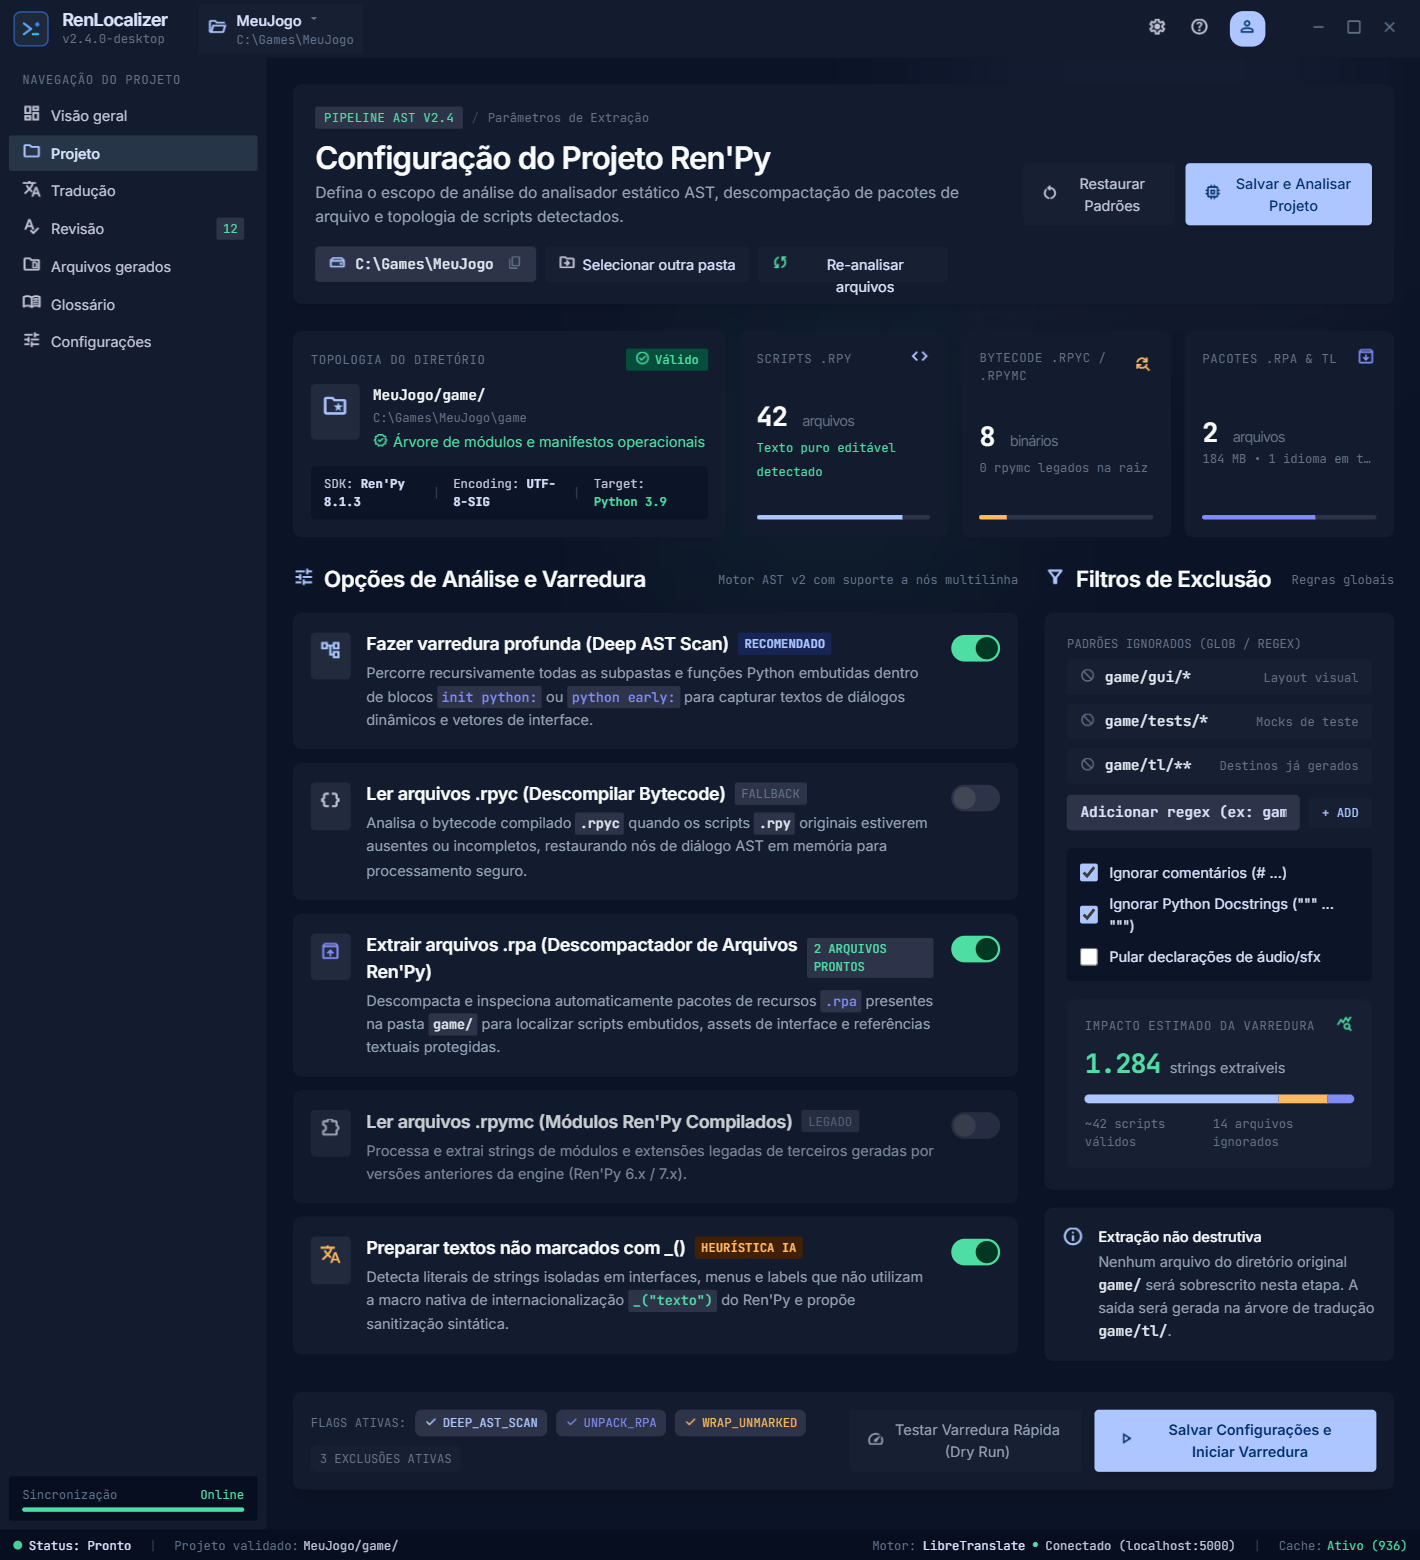 RenLocalizer
v2.4.0-desktop
MeuJogo
C:\Games\MeuJogo
NAVEGAÇÃO DO PROJETO
Visão geral
Projeto
Tradução
Revisão 12
Arquivos gerados
Glossário
Configurações
Sincronização Online
PIPELINE AST V2.4 / Parâmetros de Extração
Configuração do Projeto Ren'Py
Defina o escopo de análise do analisador estático AST, descompactação de pacotes de
arquivo e topologia de scripts detectados.
Restaurar
Padrões
Salvar e Analisar
Projeto
C:\Games\MeuJogo
Selecionar outra pasta
Re-analisar
arquivos
TOPOLOGIA DO DIRETÓRIO Válido
MeuJogo/game/
C:\Games\MeuJogo\game
Árvore de módulos e manifestos operacionais
SDK: Ren'Py
8.1.3
| Encoding: UTF-
8-SIG
| Target:
Python 3.9
SCRIPTS .RPY
42 arquivos
Texto puro editável
detectado
BYTECODE .RPYC /
.RPYMC
8 binários
0 rpymc legados na raiz
PACOTES .RPA & TL
2 arquivos
184 MB • 1 idioma em t…
Opções de Análise e Varredura Motor AST v2 com suporte a nós multilinha
Fazer varredura profunda (Deep AST Scan) RECOMENDADO
Percorre recursivamente todas as subpastas e funções Python embutidas dentro
de blocos init python: ou python early: para capturar textos de diálogos
dinâmicos e vetores de interface.
Ler arquivos .rpyc (Descompilar Bytecode) FALLBACK
Analisa o bytecode compilado .rpyc quando os scripts .rpy originais estiverem
ausentes ou incompletos, restaurando nós de diálogo AST em memória para
processamento seguro.
Extrair arquivos .rpa (Descompactador de Arquivos
Ren'Py)
2 ARQUIVOS
PRONTOS
Descompacta e inspeciona automaticamente pacotes de recursos .rpa presentes
na pasta game/ para localizar scripts embutidos, assets de interface e referências
textuais protegidas.
Ler arquivos .rpymc (Módulos Ren'Py Compilados) LEGADO
Processa e extrai strings de módulos e extensões legadas de terceiros geradas por
versões anteriores da engine (Ren'Py 6.x / 7.x).
Preparar textos não marcados com _() HEURÍSTICA IA
Detecta literais de strings isoladas em interfaces, menus e labels que não utilizam
a macro nativa de internacionalização _("texto") do Ren'Py e propõe
sanitização sintática.
Filtros de Exclusão Regras globais
PADRÕES IGNORADOS (GLOB / REGEX)
game/gui/* Layout visual
game/tests/* Mocks de teste
game/tl/** Destinos já gerados
Adicionar regex (ex: gam + ADD
Ignorar comentários (# ...)
Ignorar Python Docstrings (""" ...
""")
Pular declarações de áudio/sfx
IMPACTO ESTIMADO DA VARREDURA
1.284 strings extraíveis
~42 scripts
válidos
14 arquivos
ignorados
Extração não destrutiva
Nenhum arquivo do diretório original
game/ será sobrescrito nesta etapa. A
saída será gerada na árvore de tradução
game/tl/.
FLAGS ATIVAS: DEEP_AST_SCAN UNPACK_RPA WRAP_UNMARKED
3 EXCLUSÕES ATIVAS
Testar Varredura Rápida
(Dry Run)
Salvar Configurações e
Iniciar Varredura
Status: Pronto | Projeto validado: MeuJogo/game/
Motor: LibreTranslate • Conectado (localhost:5000) | Cache: Ativo (936)